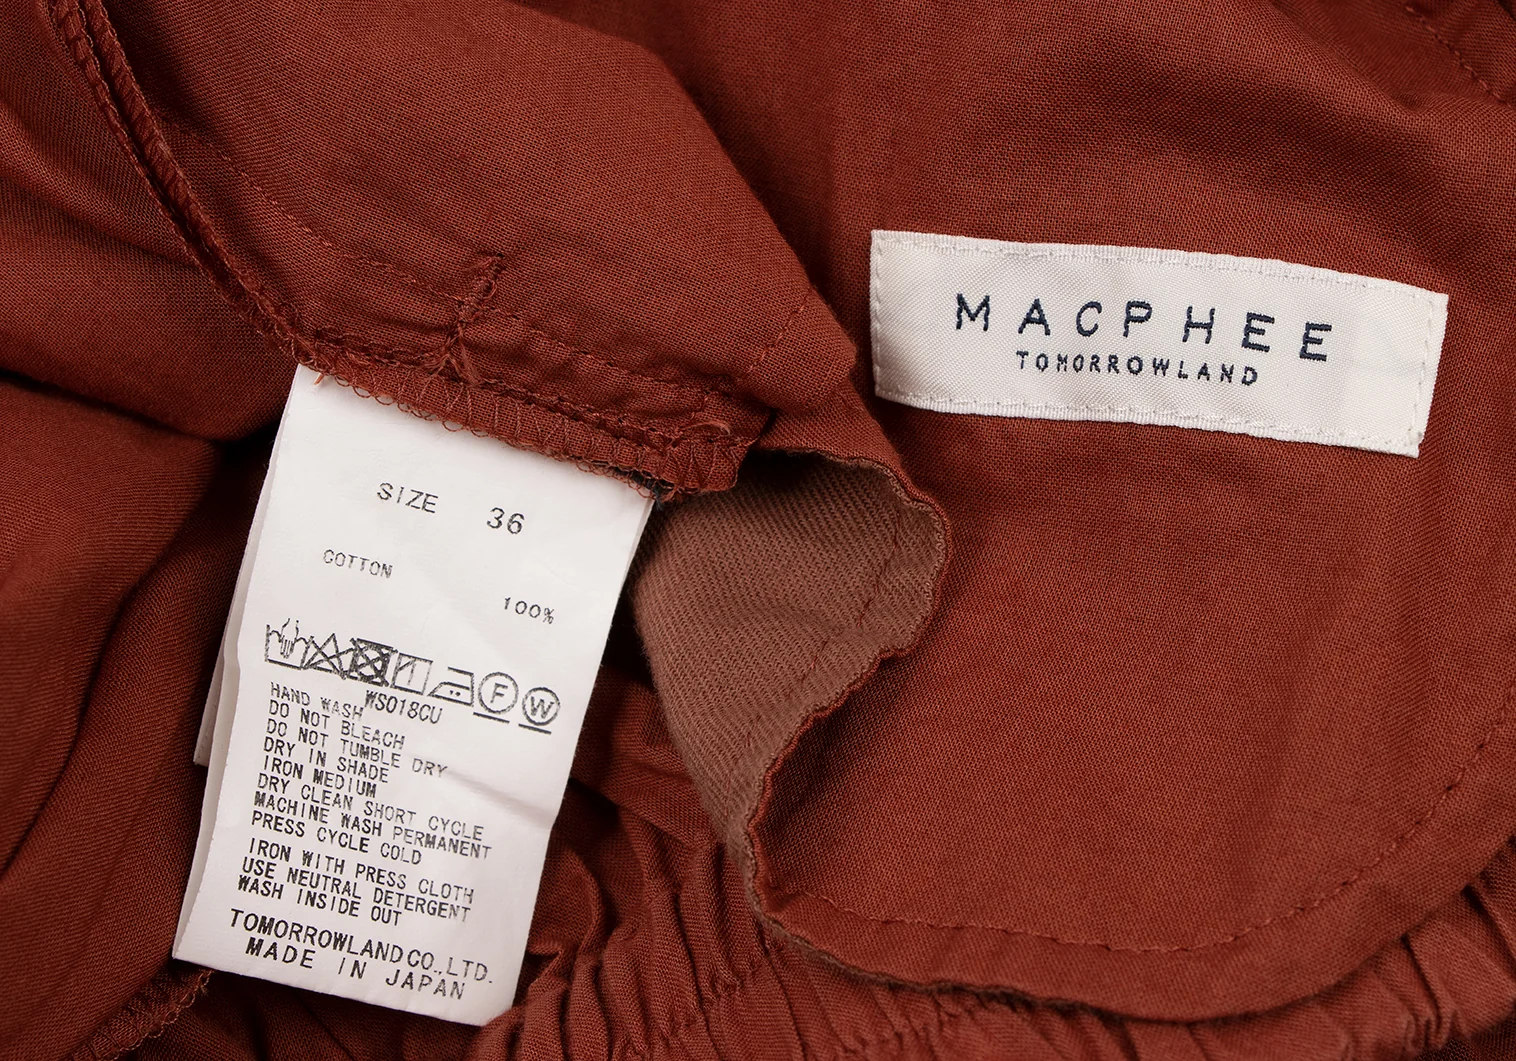 MACPHEE
TOMORROWLAND
SIZE 36
COTTON
100%
F W
WS018CU
HAND WASH
DO NOT BLEACH
DO NOT TUMBLE DRY
DRY IN SHADE
IRON MEDIUM
DRY CLEAN SHORT CYCLE
MACHINE WASH PERMANENT
PRESS CYCLE COLD
IRON WITH PRESS CLOTH
USE NEUTRAL DETERGENT
WASH INSIDE OUT
TOMORROWLAND CO., LTD.
MADE IN JAPAN